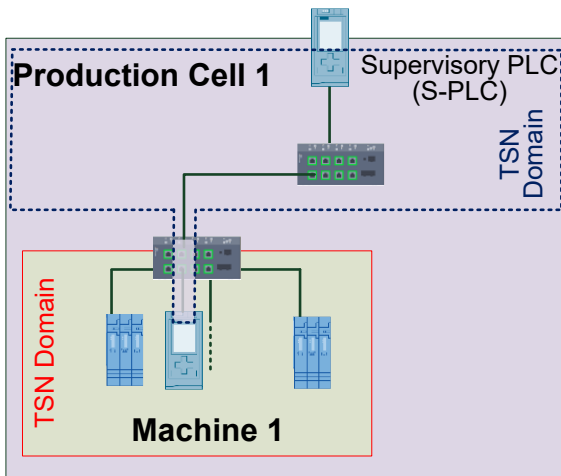 Production Cell 1
Supervisory PLC
(S-PLC)
TSN
Domain
TSN Domain
Machine 1